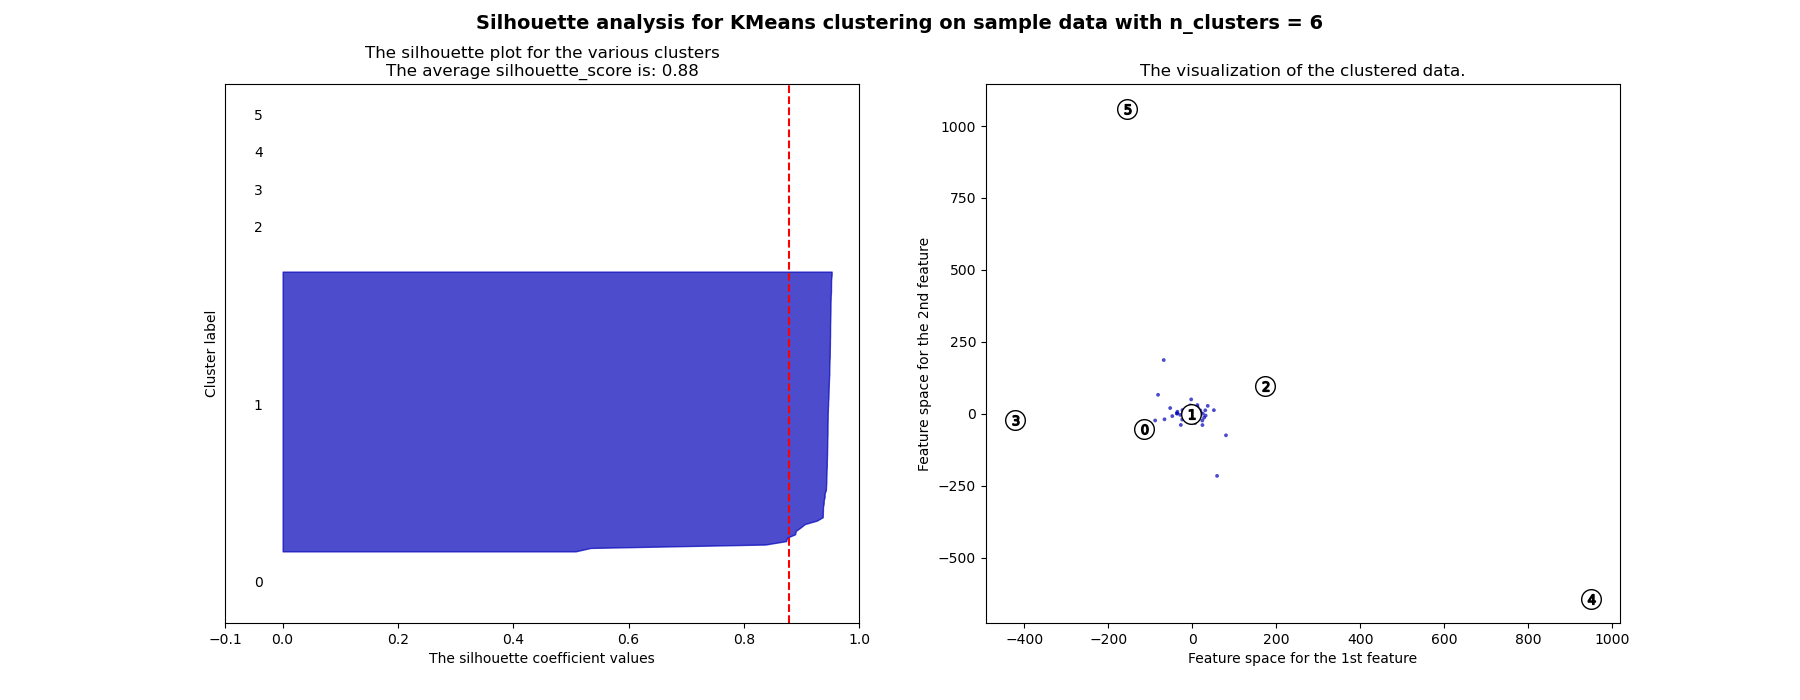 Silhouette analysis for KMeans clustering on sample data with n_clusters = 6
The silhouette plot for the various clusters
The average silhouette_score is: 0.88
5
4
3
2
1
0
Cluster label
−0.1 0.0 0.2 0.4 0.6 0.8 1.0
The silhouette coefficient values
The visualization of the clustered data.
1000
750
500
250
0
−250
−500
Feature space for the 2nd feature
5
2
1
3
0
4
−400 −200 0 200 400 600 800 1000
Feature space for the 1st feature